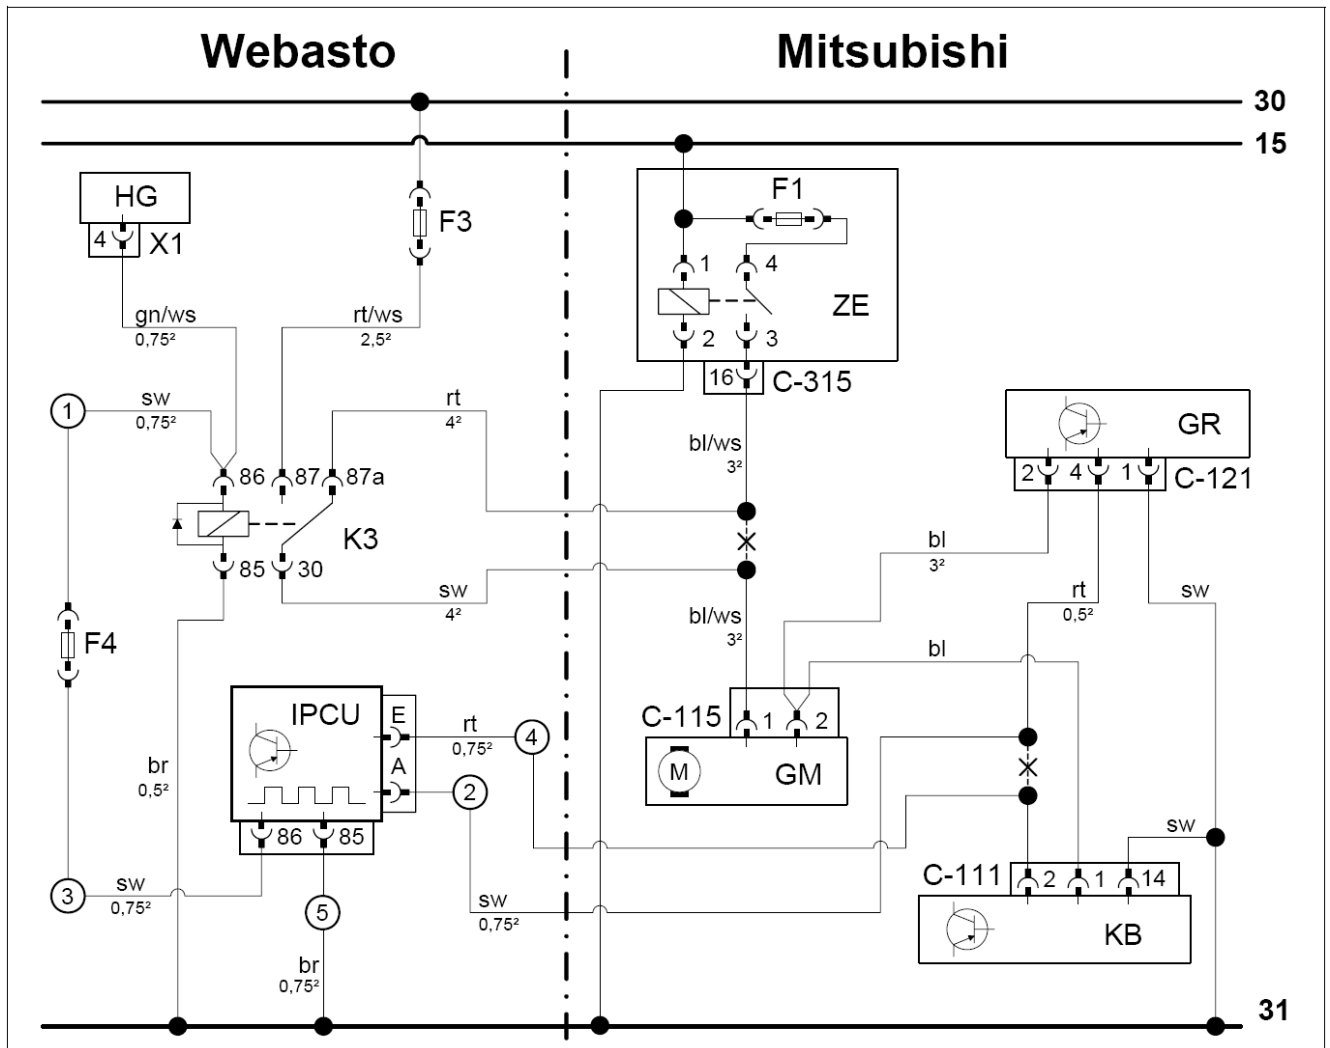 Webasto
Mitsubishi
30
15
HG
4
X1
F3
F1
1
4
ZE
2
3
16
C-315
gn/ws
0,75²
rt/ws
2,5²
1
sw
0,75²
rt
4²
bl/ws
3²
GR
2
4
1
C-121
86
87
87a
K3
85
30
sw
4²
bl
3²
rt
0,5²
sw
bl/ws
3²
bl
F4
IPCU
E
A
rt
0,75²
4
2
C-115
1
2
M
GM
br
0,5²
86
85
sw
3
sw
0,75²
5
sw
0,75²
C-111
2
1
14
KB
br
0,75²
31